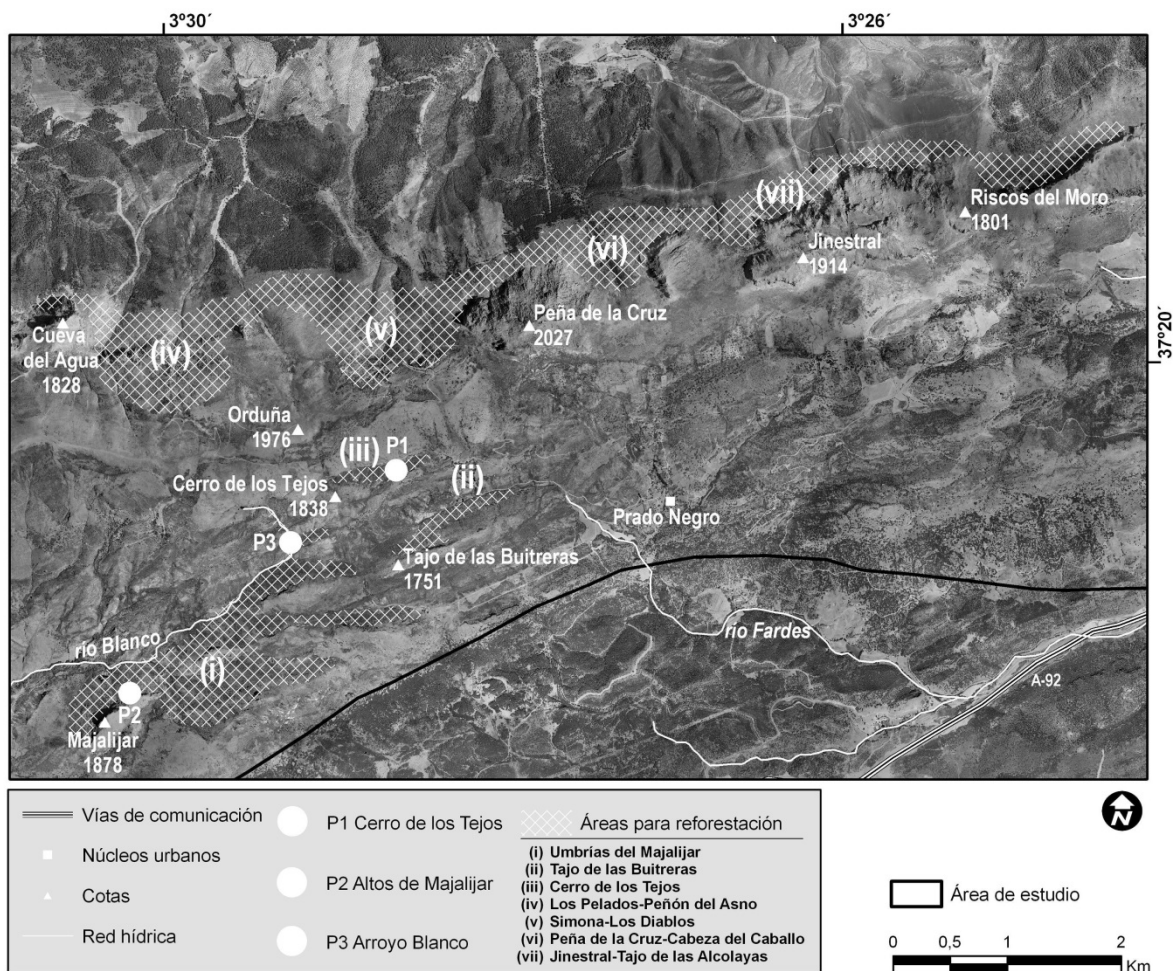 3º30´
3º26´
37º20´
(vii)
Riscos del Moro
1801
(vi)
Jinestral
1914
Peña de la Cruz
2027
Cueva
del Agua
1828
(iv)
(v)
Orduña
1976
(iii)
P1
(ii)
Cerro de los Tejos
1838
Prado Negro
P3
Tajo de las Buitreras
1751
río Blanco
río Fardes
(i)
A-92
P2
Majalijar
1878
Vías de comunicación
Núcleos urbanos
Cotas
Red hídrica
P1 Cerro de los Tejos
P2 Altos de Majalijar
P3 Arroyo Blanco
Áreas para reforestación
(i) Umbrias del Majalijar
(ii) Tajo de las Buitreras
(iii) Cerro de los Tejos
(iv) Los Pelados-Peñón del Asno
(v) Simona-Los Diablos
(vi) Peña de la Cruz-Cabeza del Caballo
(vii) Jinestral-Tajo de las Alcolayas
N
Área de estudio
0 0,5 1 2
Km